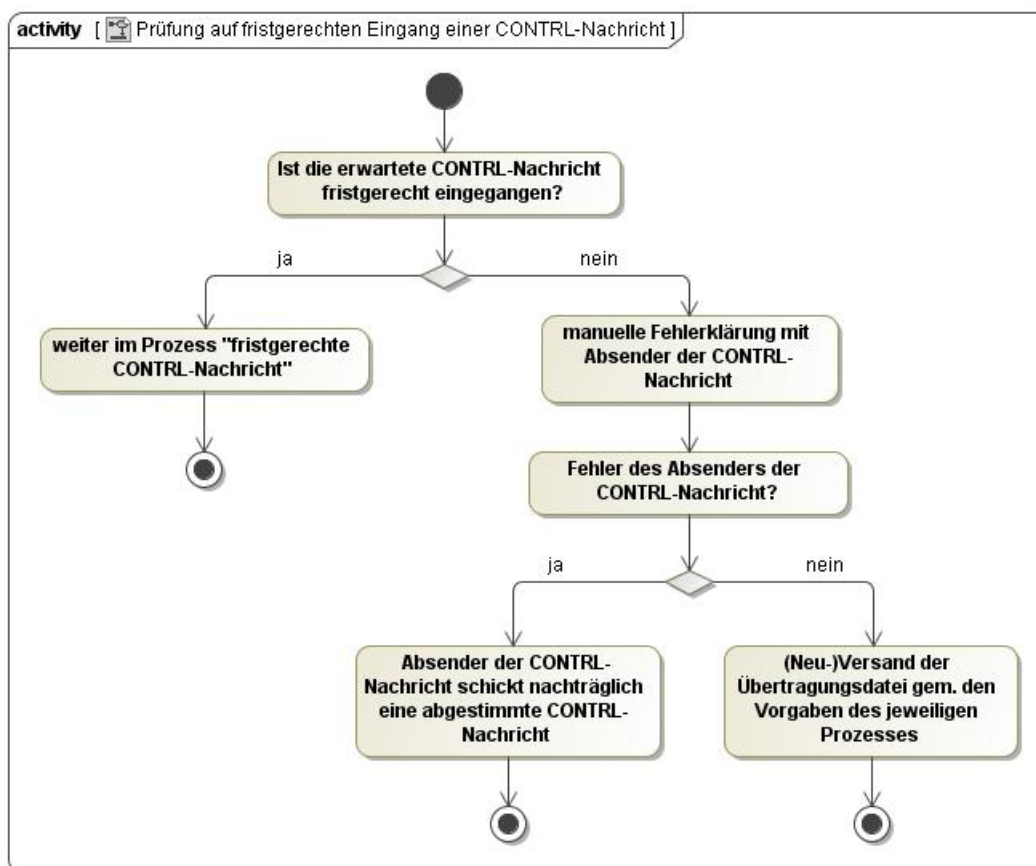 activity [ Prüfung auf fristgerechten Eingang einer CONTRL-Nachricht ]
Ist die erwartete CONTRL-Nachricht
fristgerecht eingegangen?
ja
nein
weiter im Prozess "fristgerechte
CONTRL-Nachricht"
manuelle Fehlerklärung mit
Absender der CONTRL-
Nachricht
Fehler des Absenders der
CONTRL-Nachricht?
ja
nein
Absender der CONTRL-
Nachricht schickt nachträglich
eine abgestimmte CONTRL-
Nachricht
(Neu-)Versand der
Übertragungsdatei gem. den
Vorgaben des jeweiligen
Prozesses